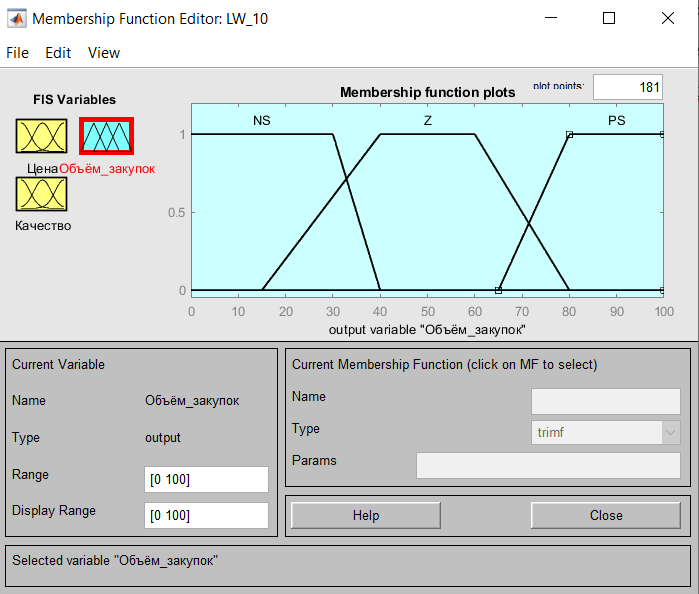 Membership Function Editor: LW_10
File Edit View
FIS Variables
Цена
Объём_закупок
Качество
Membership function plots
plot points:
181
NS Z PS
1
0.5
0
0 10 20 30 40 50 60 70 80 90 100
output variable "Объём_закупок"
Current Variable
Name Объём_закупок
Type output
Range [0 100]
Display Range [0 100]
Current Membership Function (click on MF to select)
Name
Type trimf
Params
Help Close
Selected variable "Объём_закупок"